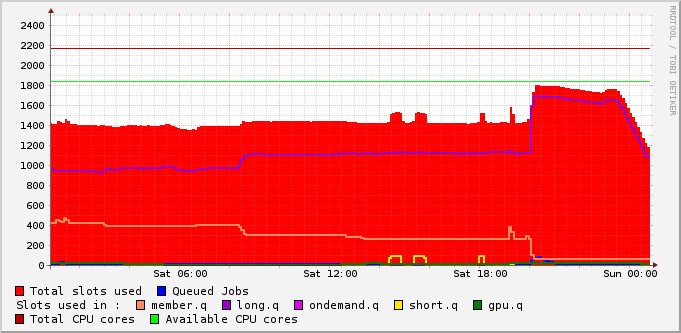 2400
2200
2000
1800
1600
1400
1200
1000
800
600
400
200
0
Sat 06:00 Sat 12:00 Sat 18:00 Sun 00:00
RRDTOOL / TOBI OETIKER
Total slots used Queued Jobs
Slots used in : member.q long.q ondemand.q short.q gpu.q
Total CPU cores Available CPU cores